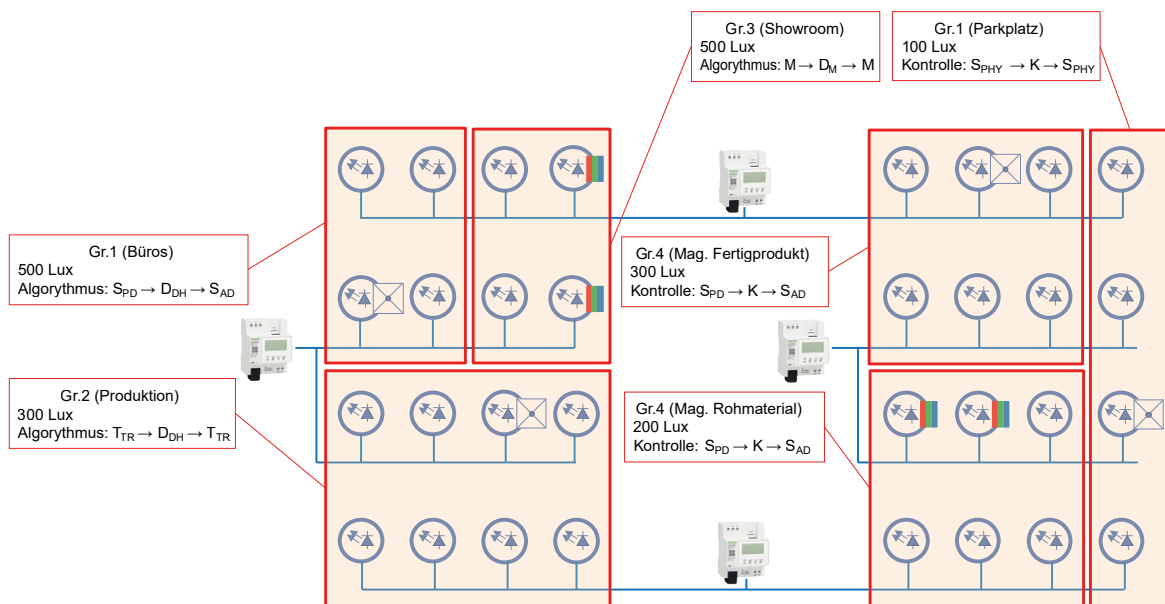 Gr.3 (Showroom)
500 Lux
Algorythmus: M → D_M → M
Gr.1 (Parkplatz)
100 Lux
Kontrolle: S_PHY → K → S_PHY
Gr.1 (Büros)
500 Lux
Algorythmus: S_PD → D_DH → S_AD
Gr.4 (Mag. Fertigprodukt)
300 Lux
Kontrolle: S_PD → K → S_AD
Gr.2 (Produktion)
300 Lux
Algorythmus: T_TR → D_DH → T_TR
Gr.4 (Mag. Rohmaterial)
200 Lux
Kontrolle: S_PD → K → S_AD